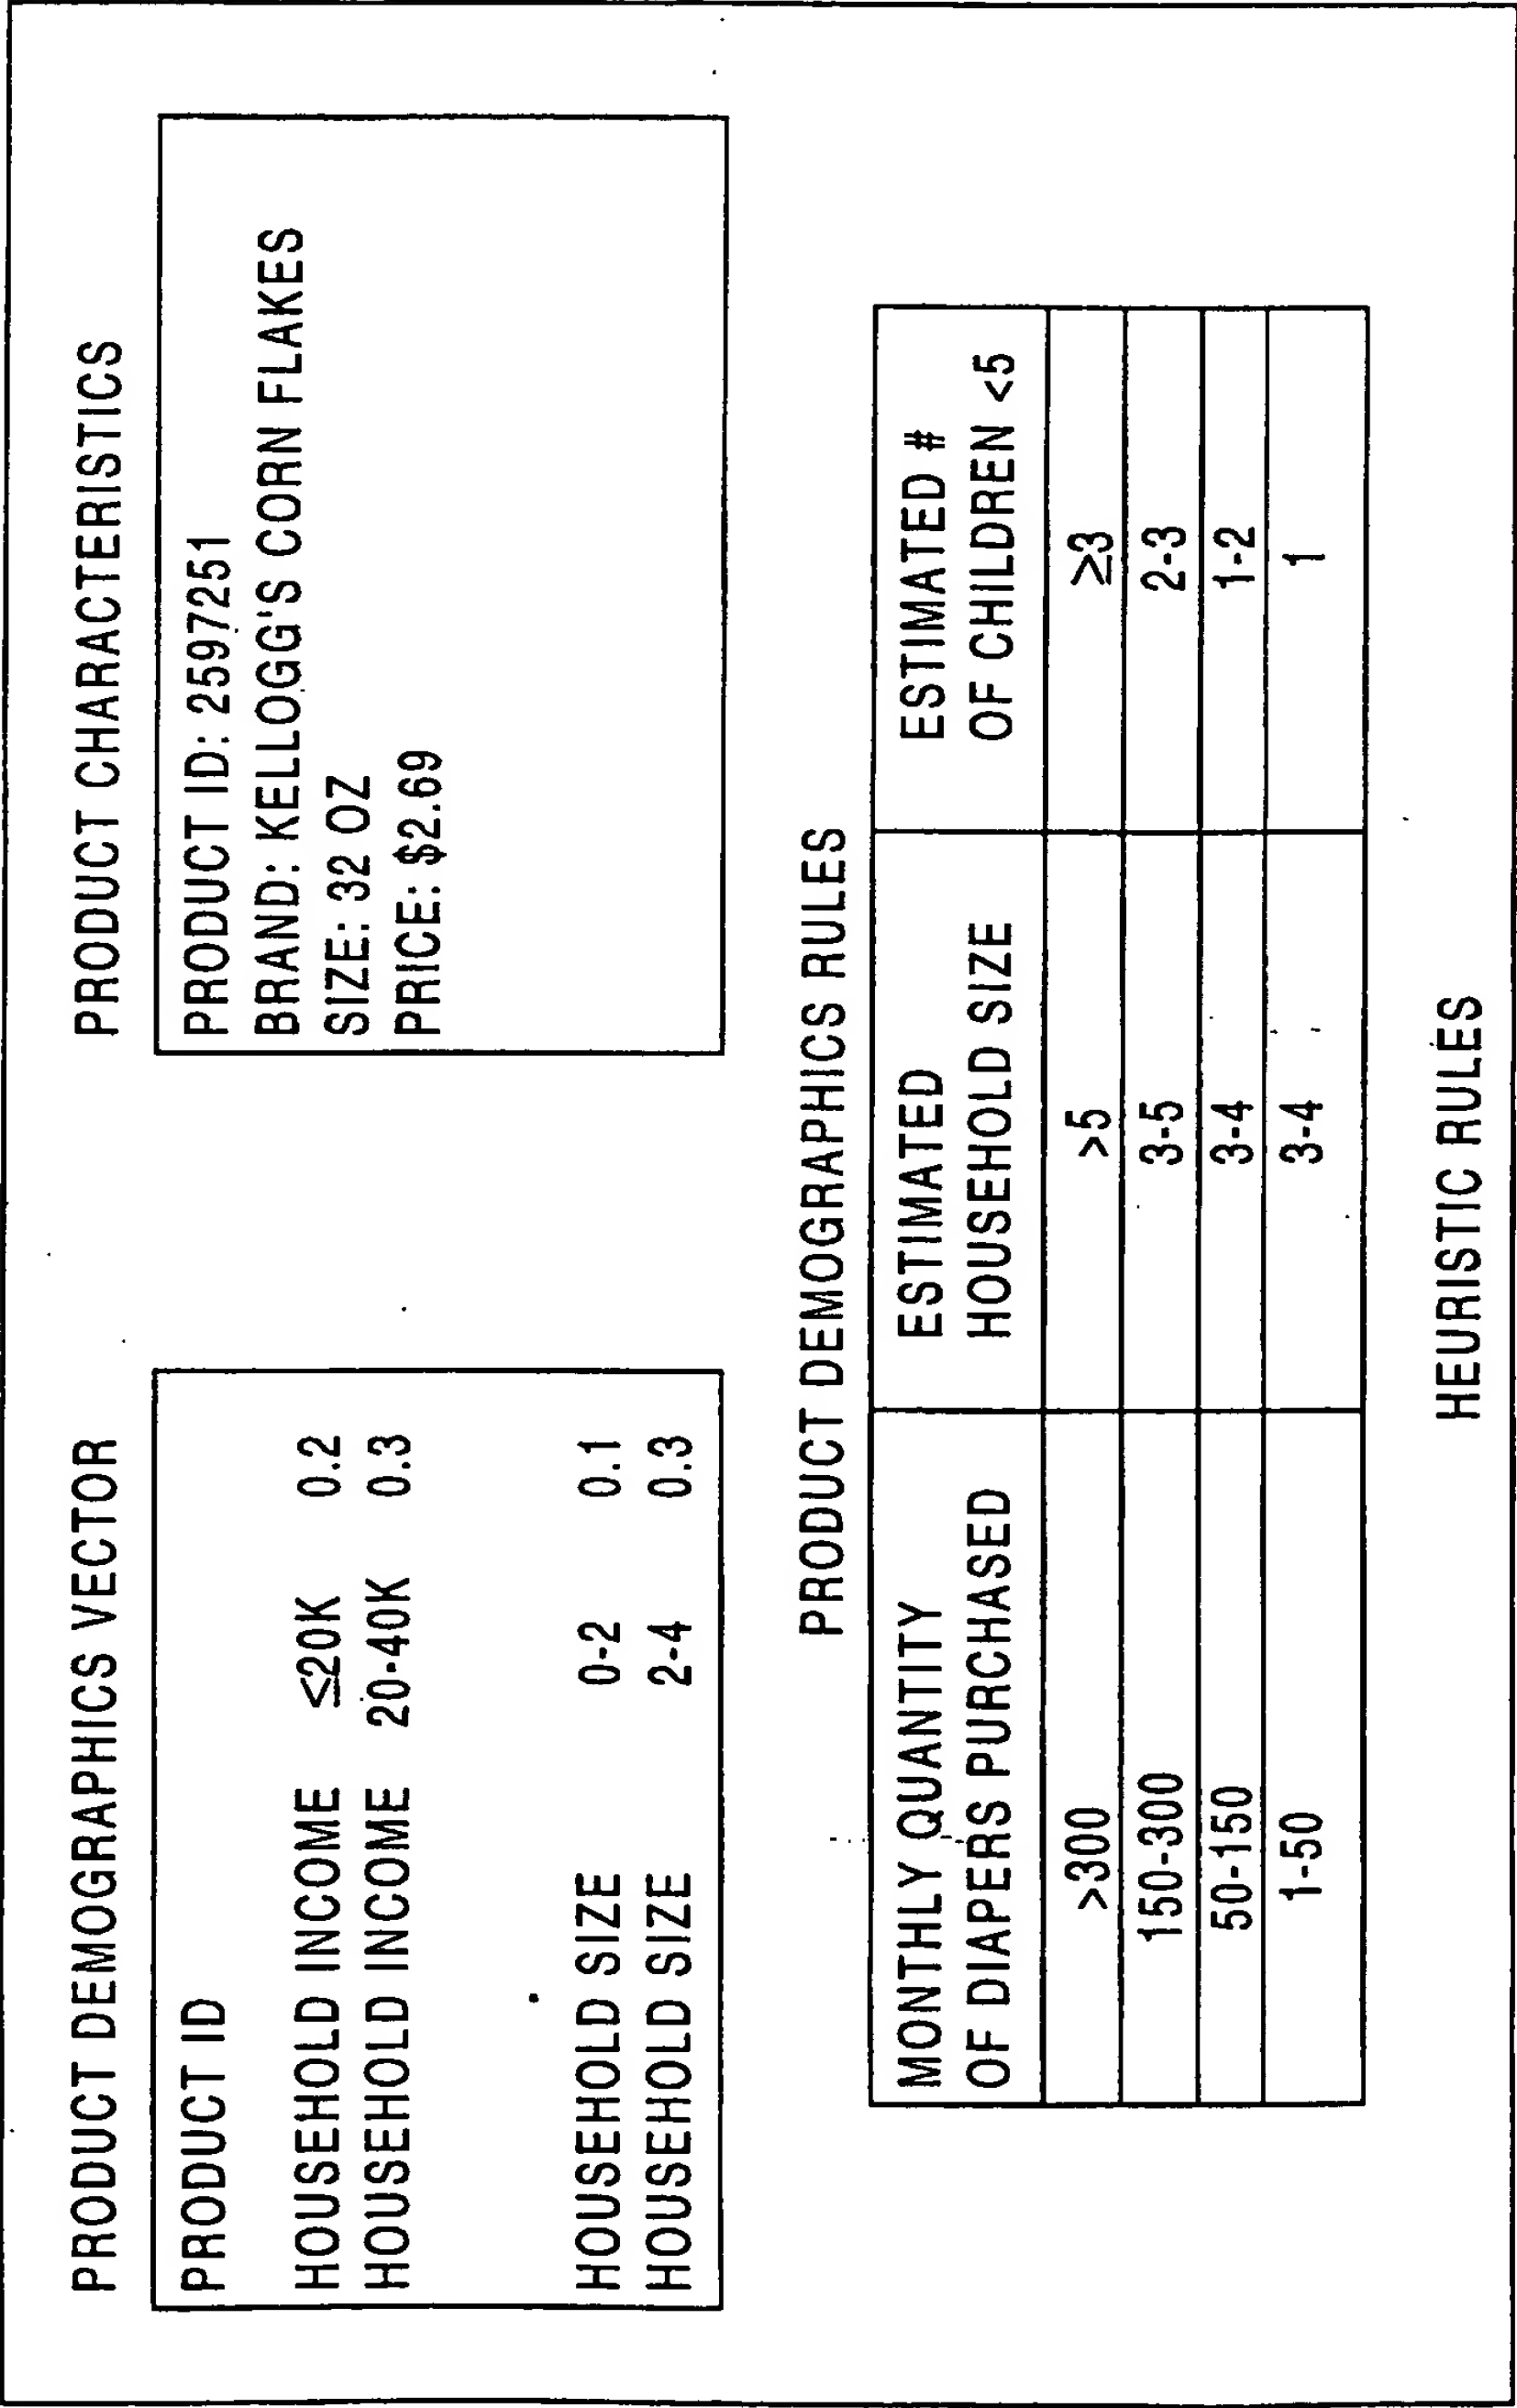 PRODUCT DEMOGRAPHICS VECTOR
PRODUCT ID
HOUSEHOLD INCOME ≤20K 0.2
HOUSEHOLD INCOME 20-40K 0.3
HOUSEHOLD SIZE 0-2 0.1
HOUSEHOLD SIZE 2-4 0.3
PRODUCT CHARACTERISTICS
PRODUCT ID: 2597251
BRAND: KELLOGG'S CORN FLAKES
SIZE: 32 OZ
PRICE: $2.69
PRODUCT DEMOGRAPHICS RULES
MONTHLY QUANTITY ESTIMATED ESTIMATED #
OF DIAPERS PURCHASED HOUSEHOLD SIZE OF CHILDREN <5
>300 >5 ≥3
150-300 3-5 2-3
50-150 3-4 1-2
1-50 3-4 1
HEURISTIC RULES